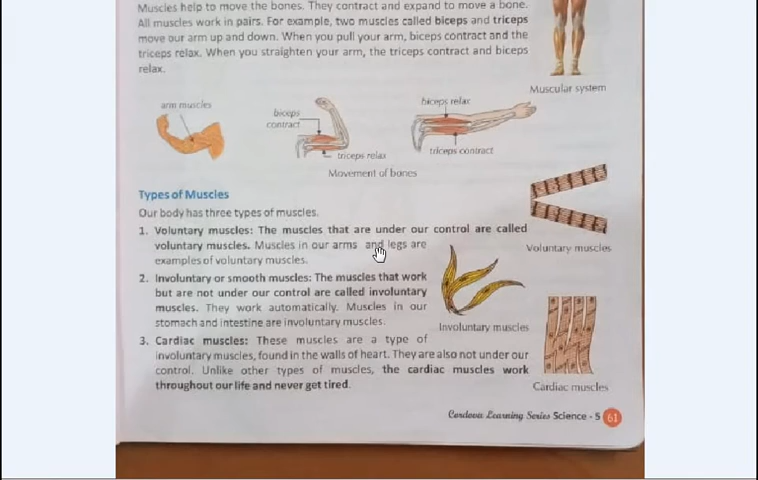 Muscles help to move the bones. They contract and expand to move a bone.
All muscles work in pairs. For example, two muscles called biceps and triceps
move our arm up and down. When you pull your arm, biceps contract and the
triceps relax. When you straighten your arm, the triceps contract and biceps
relax.
Muscular system
arm muscles
biceps
contract
triceps relax
biceps relax
triceps contract
Movement of bones
Types of Muscles
Our body has three types of muscles.
1. Voluntary muscles: The muscles that are under our control are called
voluntary muscles. Muscles in our arms and legs are
examples of voluntary muscles.
Voluntary muscles
2. Involuntary or smooth muscles: The muscles that work
but are not under our control are called involuntary
muscles. They work automatically. Muscles in our
stomach and intestine are involuntary muscles.
Involuntary muscles
3. Cardiac muscles: These muscles are a type of
involuntary muscles, found in the walls of heart. They are also not under our
control. Unlike other types of muscles, the cardiac muscles work
throughout our life and never get tired.
Cardiac muscles
Cordova Learning Series Science - 5 61